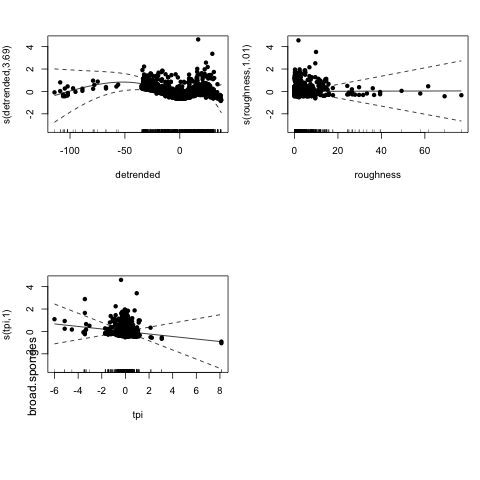 s(detrended,3.69)
-2 0 2 4
-100 -50 0
detrended
s(roughness,1.01)
-2 0 2 4
0 20 40 60
roughness
s(tpi,1)
broad.sponges
-2 0 2 4
-6 -4 -2 0 2 4 6 8
tpi